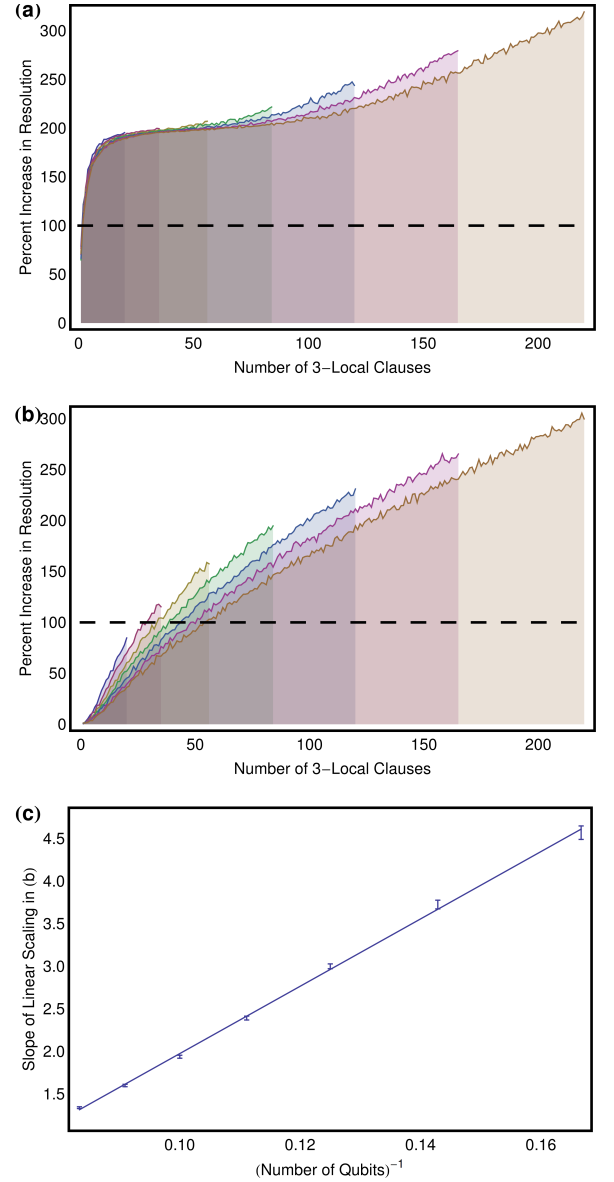 (a)
Percent Increase in Resolution
300
250
200
150
100
50
0
0 50 100 150 200
Number of 3−Local Clauses
(b)
Percent Increase in Resolution
300
250
200
150
100
50
0
0 50 100 150 200
Number of 3−Local Clauses
(c)
Slope of Linear Scaling in (b)
4.5
4.0
3.5
3.0
2.5
2.0
1.5
0.10 0.12 0.14 0.16
(Number of Qubits)⁻¹